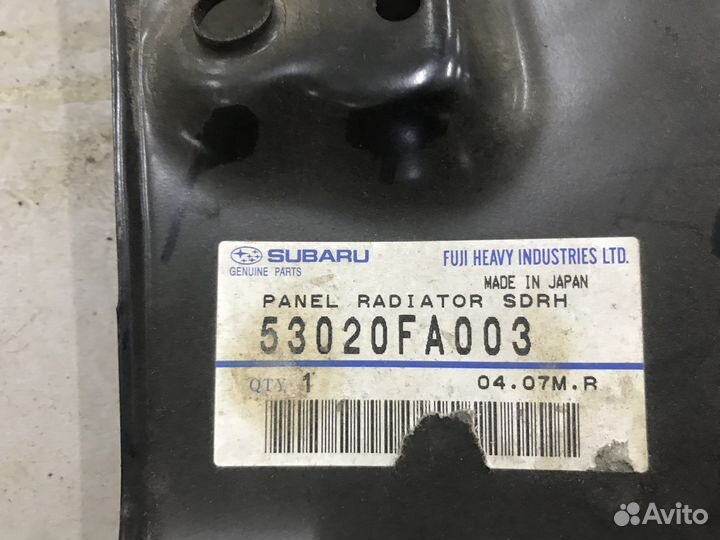 SUBARU
GENUINE PARTS
FUJI HEAVY INDUSTRIES LTD.
MADE IN JAPAN
PANEL RADIATOR SDRH
53020FA003
QTY 1
04.07M.R
Avito